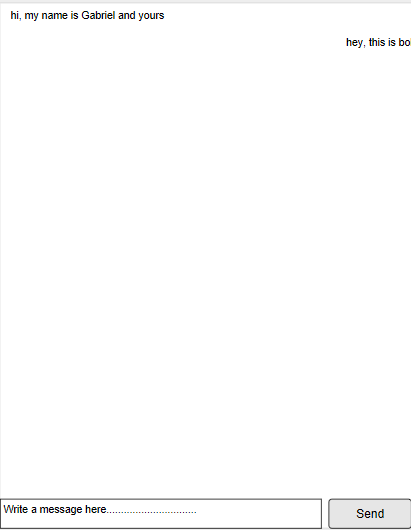 hi, my name is Gabriel and yours
hey, this is bo
Write a message here...............................
Send